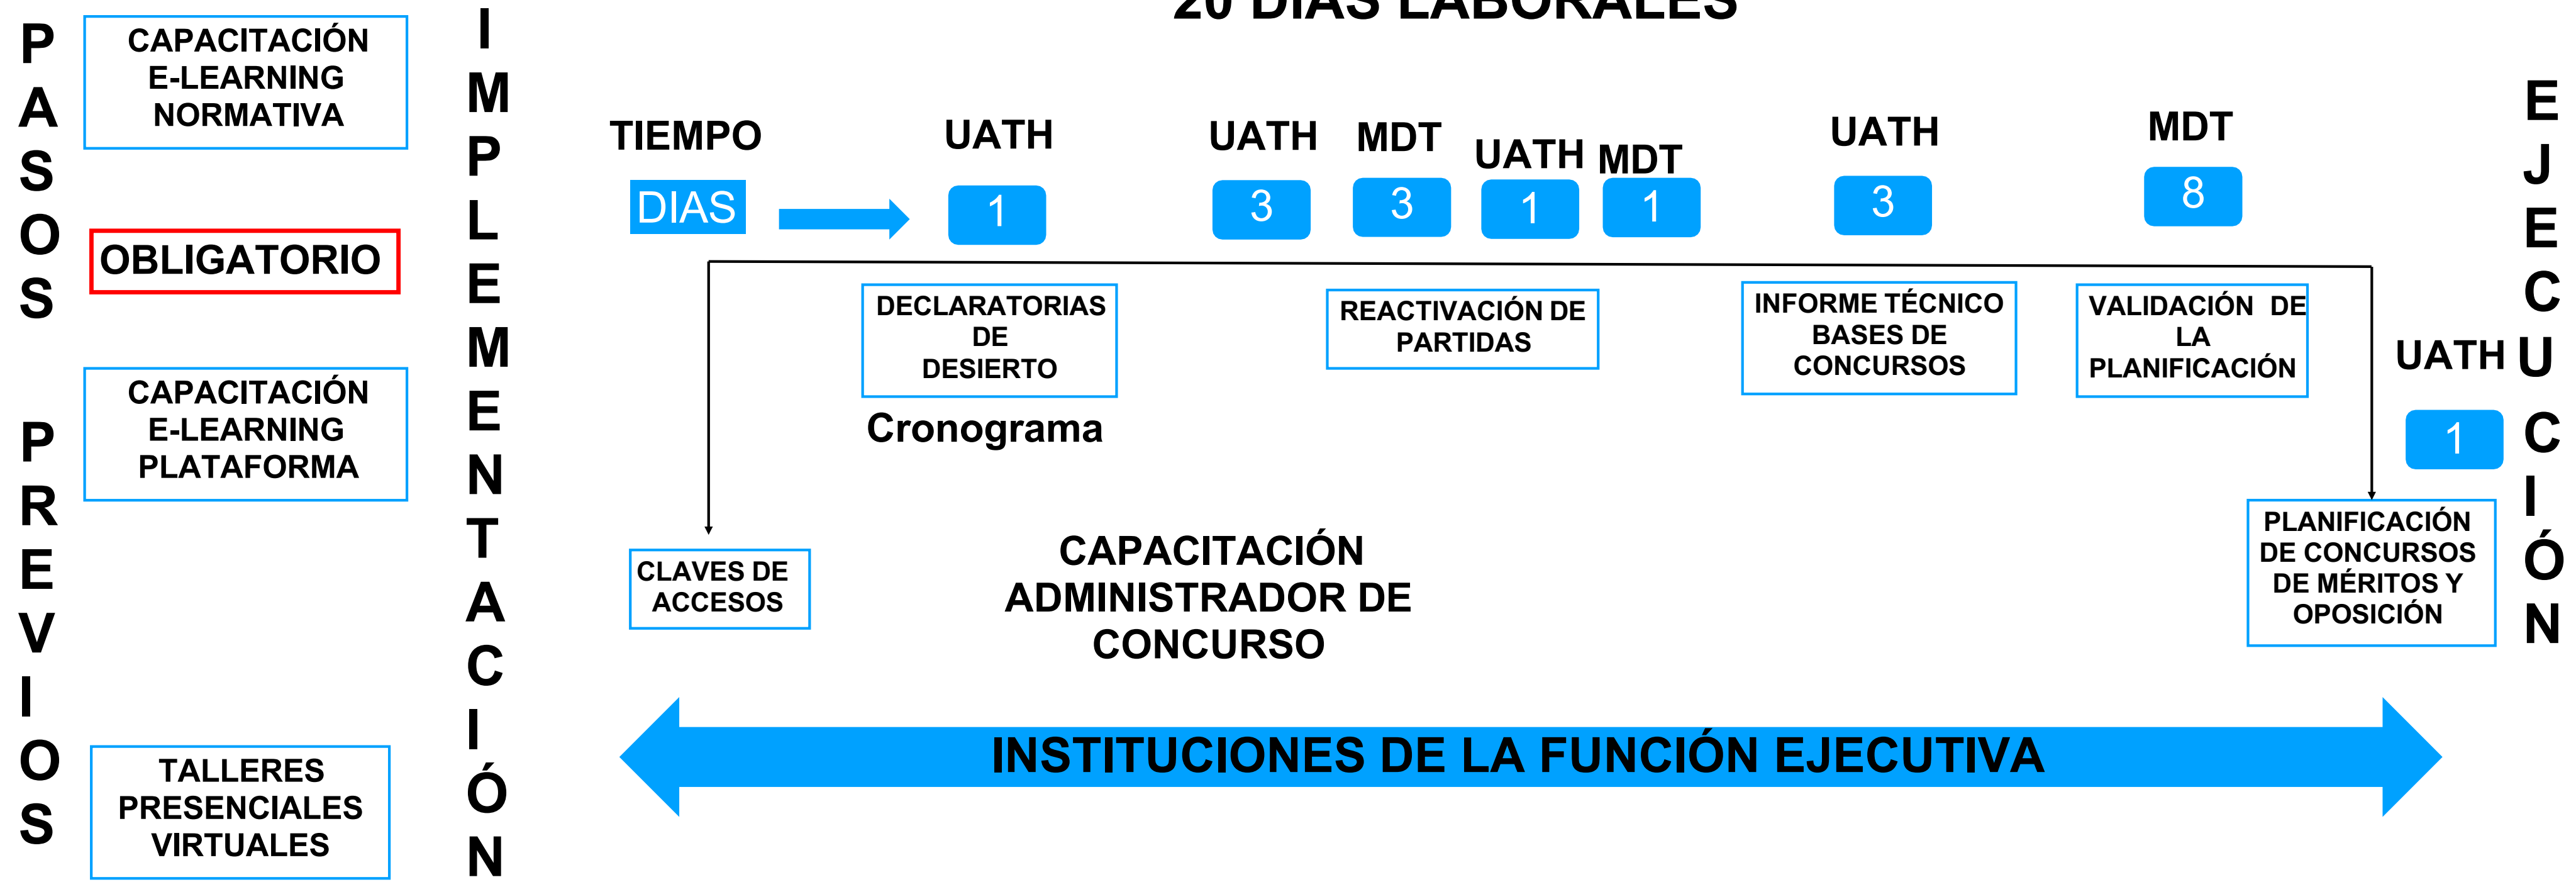 20 DIAS LABORALES
PASOS PREVIOS
CAPACITACIÓN
E-LEARNING
NORMATIVA
OBLIGATORIO
CAPACITACIÓN
E-LEARNING
PLATAFORMA
TALLERES
PRESENCIALES
VIRTUALES
IMPLEMENTACIÓN
TIEMPO
DIAS
UATH
1
UATH
3
MDT
3
UATH
1
MDT
1
UATH
3
MDT
8
DECLARATORIAS
DE
DESIERTO
Cronograma
REACTIVACIÓN DE
PARTIDAS
INFORME TÉCNICO
BASES DE
CONCURSOS
VALIDACIÓN DE
LA
PLANIFICACIÓN
UATH
1
CLAVES DE
ACCESOS
CAPACITACIÓN
ADMINISTRADOR DE
CONCURSO
PLANIFICACIÓN
DE CONCURSOS
DE MÉRITOS Y
OPOSICIÓN
INSTITUCIONES DE LA FUNCIÓN EJECUTIVA
EJECUCIÓN